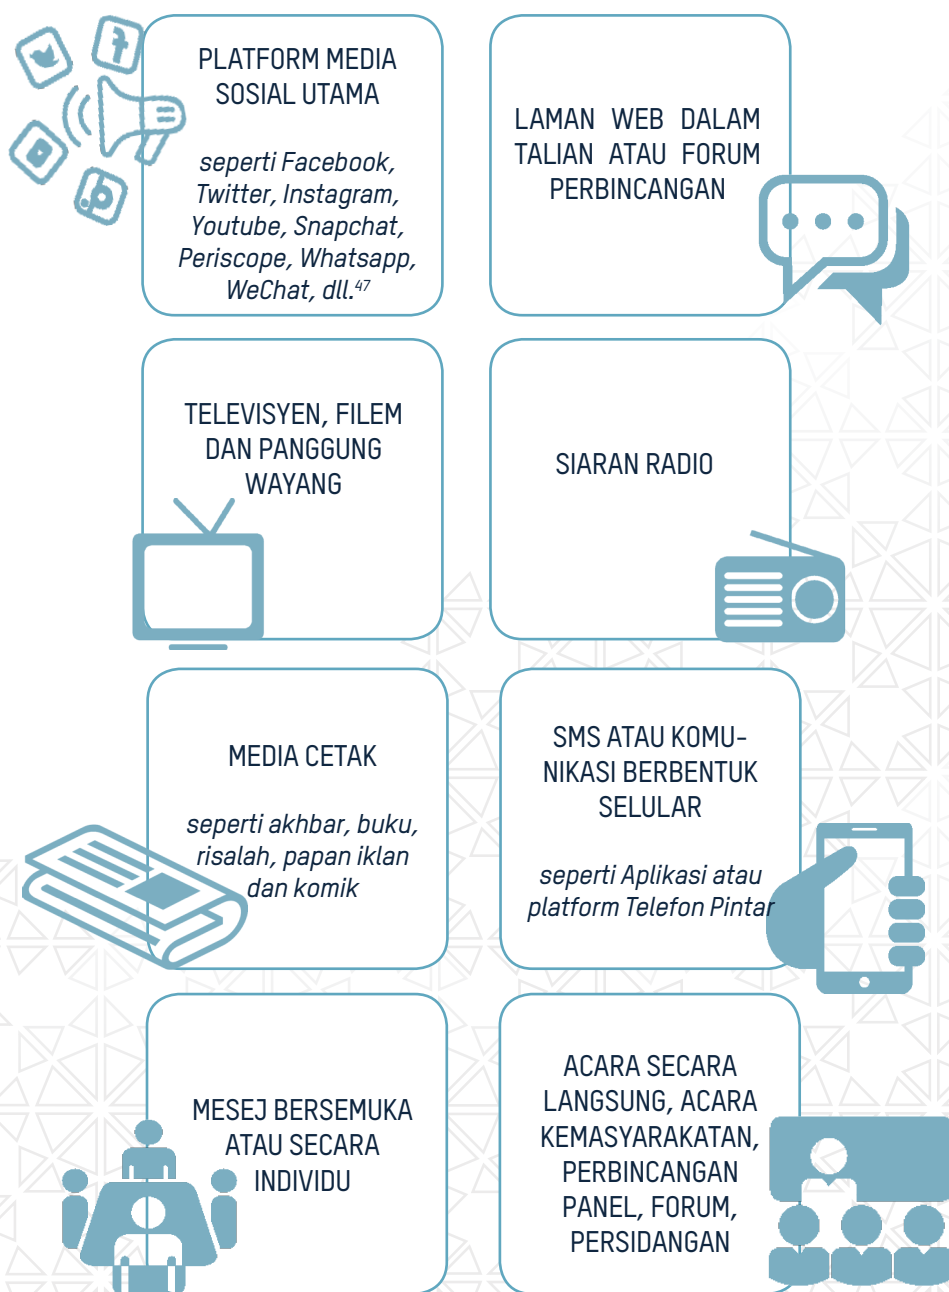 PLATFORM MEDIA
SOSIAL UTAMA
seperti Facebook,
Twitter, Instagram,
Youtube, Snapchat,
Periscope, Whatsapp,
WeChat, dll.47
LAMAN WEB DALAM
TALIAN ATAU FORUM
PERBINCANGAN
TELEVISYEN, FILEM
DAN PANGGUNG
WAYANG
SIARAN RADIO
MEDIA CETAK
seperti akhbar, buku,
risalah, papan iklan
dan komik
SMS ATAU KOMU-
NIKASI BERBENTUK
SELULAR
seperti Aplikasi atau
platform Telefon Pintar
MESEJ BERSEMUKA
ATAU SECARA
INDIVIDU
ACARA SECARA
LANGSUNG, ACARA
KEMASYARAKATAN,
PERBINCANGAN
PANEL, FORUM,
PERSIDANGAN